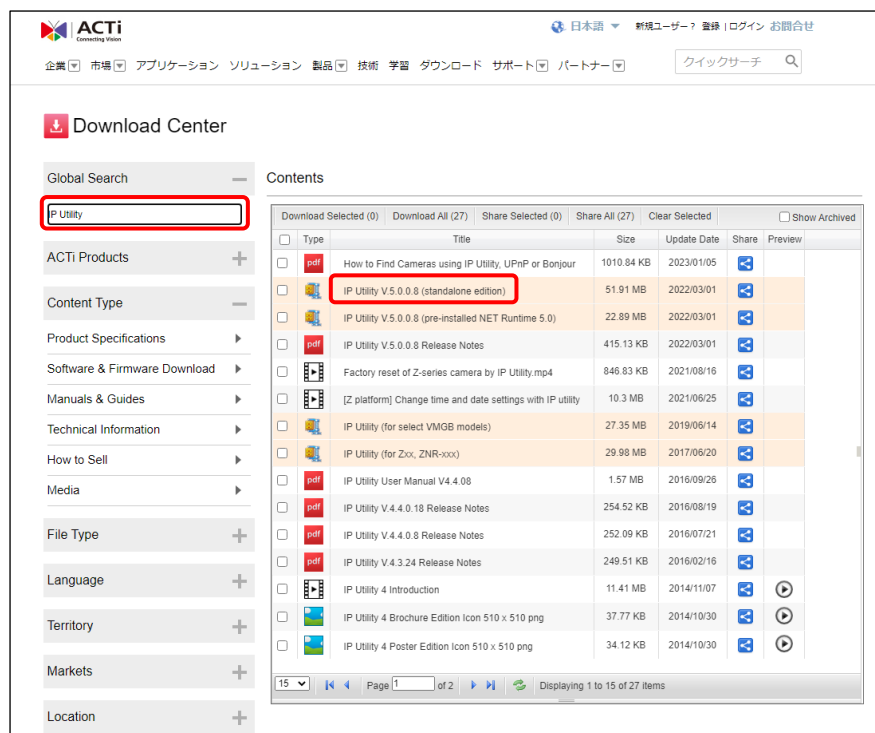 ACTi
Connecting Vision
日本語 新規ユーザー? 登録 | ログイン お問合せ
企業 市場 アプリケーション ソリューション 製品 技術 学習 ダウンロード サポート パートナー クイックサーチ
Download Center
Global Search
IP Utility
ACTi Products
Content Type
Product Specifications
Software & Firmware Download
Manuals & Guides
Technical Information
How to Sell
Media
File Type
Language
Territory
Markets
Location
Contents
Download Selected (0) Download All (27) Share Selected (0) Share All (27) Clear Selected Show Archived
Type Title Size Update Date Share Preview
pdf How to Find Cameras using IP Utility, UPnP or Bonjour 1010.84 KB 2023/01/05
IP Utility V.5.0.0.8 (standalone edition) 51.91 MB 2022/03/01
IP Utility V.5.0.0.8 (pre-installed NET Runtime 5.0) 22.89 MB 2022/03/01
pdf IP Utility V.5.0.0.8 Release Notes 415.13 KB 2022/03/01
Factory reset of Z-series camera by IP Utility.mp4 846.83 KB 2021/08/16
[Z platform] Change time and date settings with IP utility 10.3 MB 2021/06/25
IP Utility (for select VMGB models) 27.35 MB 2019/06/14
IP Utility (for Zxx, ZNR-xxx) 29.98 MB 2017/06/20
pdf IP Utility User Manual V4.4.08 1.57 MB 2016/09/26
pdf IP Utility V.4.4.0.18 Release Notes 254.52 KB 2016/08/19
pdf IP Utility V.4.4.0.8 Release Notes 252.09 KB 2016/07/21
pdf IP Utility V.4.3.24 Release Notes 249.51 KB 2016/02/16
IP Utility 4 Introduction 11.41 MB 2014/11/07
IP Utility 4 Brochure Edition Icon 510 x 510 png 37.77 KB 2014/10/30
IP Utility 4 Poster Edition Icon 510 x 510 png 34.12 KB 2014/10/30
15 Page 1 of 2 Displaying 1 to 15 of 27 items